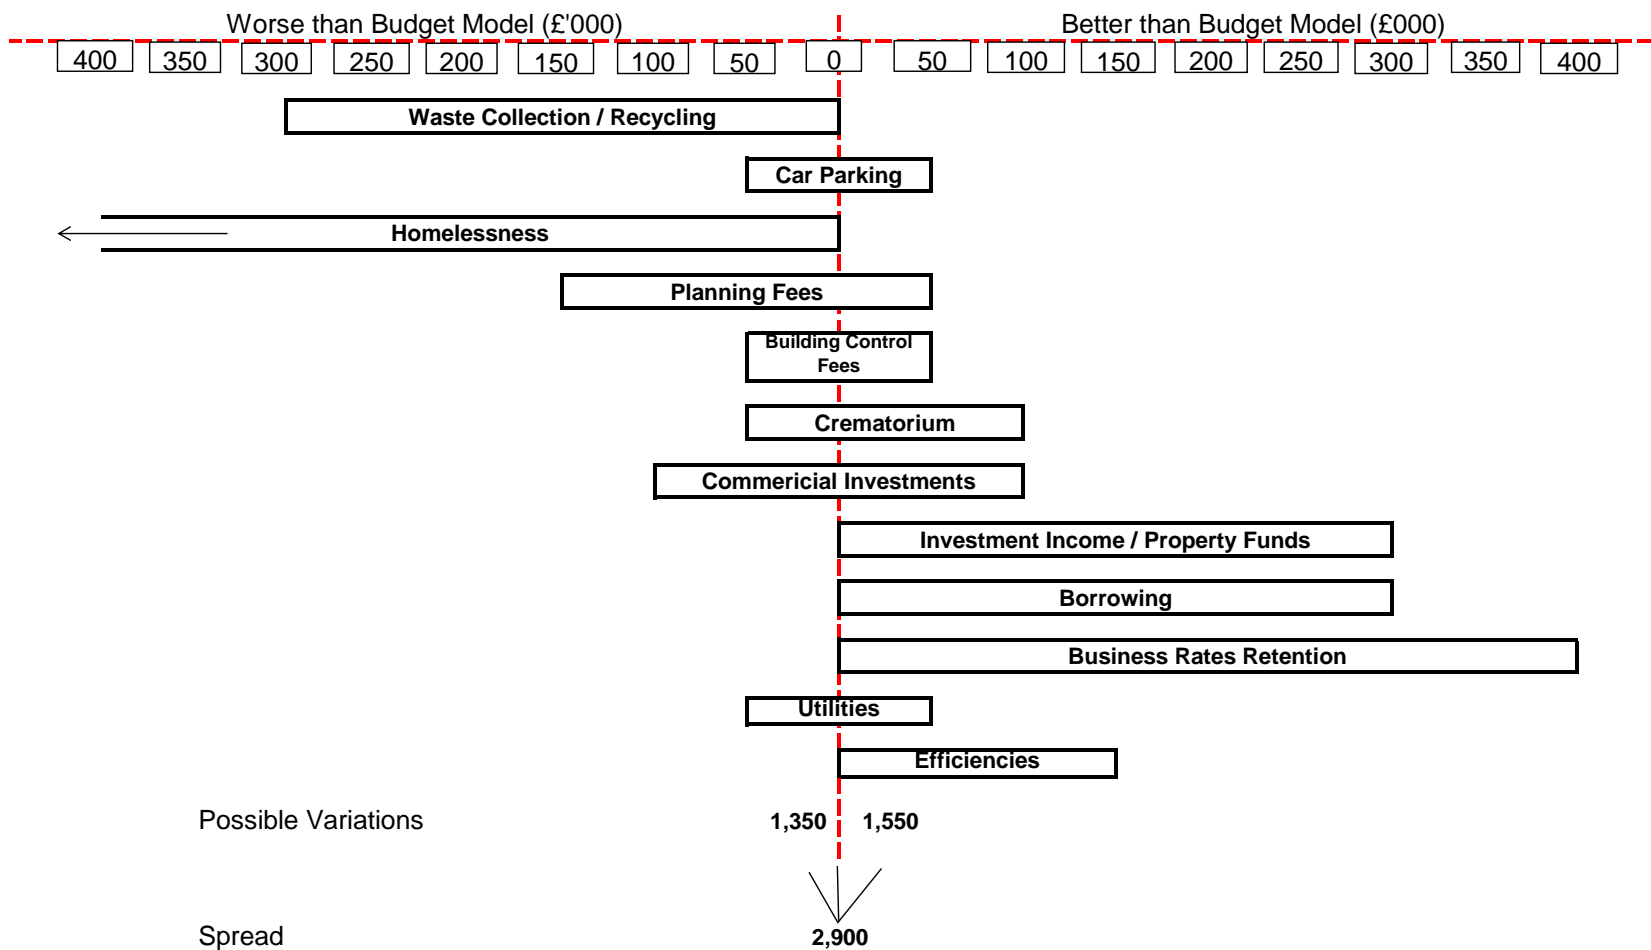 Worse than Budget Model (£'000) Better than Budget Model (£000)
400 350 300 250 200 150 100 50 0 50 100 150 200 250 300 350 400
Waste Collection / Recycling
Car Parking
Homelessness
Planning Fees
Building Control
Fees
Crematorium
Commericial Investments
Investment Income / Property Funds
Borrowing
Business Rates Retention
Utilities
Efficiencies
Possible Variations 1,350 1,550
Spread 2,900